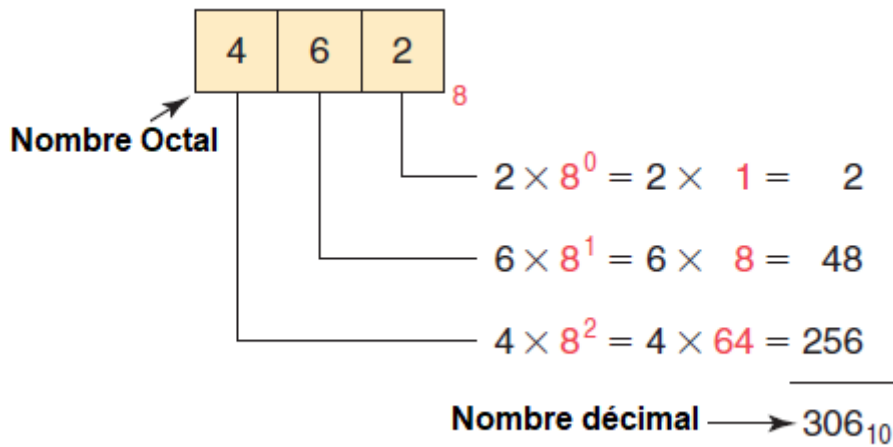 4 6 2 8
Nombre Octal
2 × 8⁰ = 2 × 1 = 2
6 × 8¹ = 6 × 8 = 48
4 × 8² = 4 × 64 = 256
Nombre décimal 306₁₀